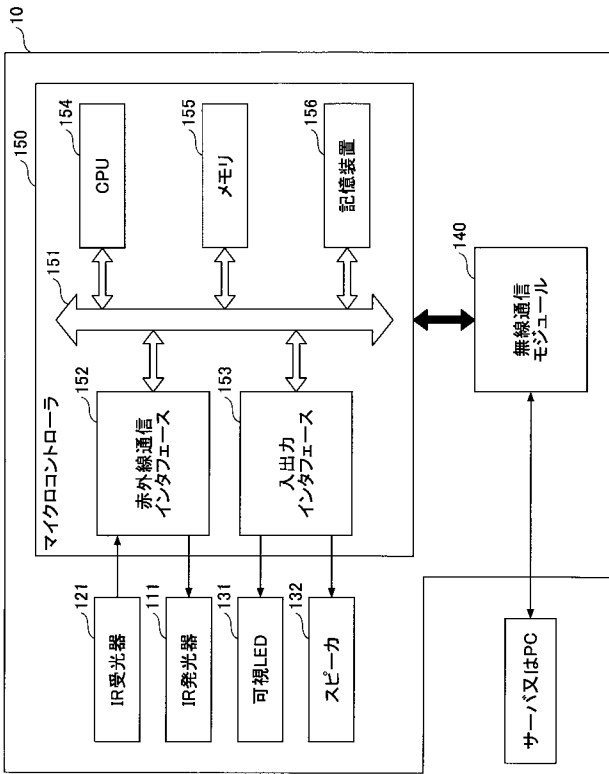 10
150
マイクロコントローラ
151
154
CPU
155
メモリ
156
記憶装置
152
赤外線通信
インタフェース
153
入出力
インタフェース
121
IR受光器
111
IR発光器
131
可視LED
132
スピーカ
140
無線通信
モジュール
サーバ又はPC